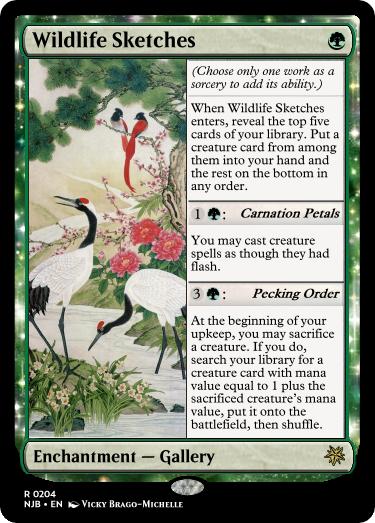 Wildlife Sketches
(Choose only one work as a
sorcery to add its ability.)
When Wildlife Sketches
enters, reveal the top five
cards of your library. Put a
creature card from among
them into your hand and
the rest on the bottom in
any order.
1 : Carnation Petals
You may cast creature
spells as though they had
flash.
3 : Pecking Order
At the beginning of your
upkeep, you may sacrifice
a creature. If you do,
search your library for a
creature card with mana
value equal to 1 plus the
sacrificed creature's mana
value, put it onto the
battlefield, then shuffle.
Enchantment — Gallery
R 0204
NJB • EN Vicky Brago-Michelle